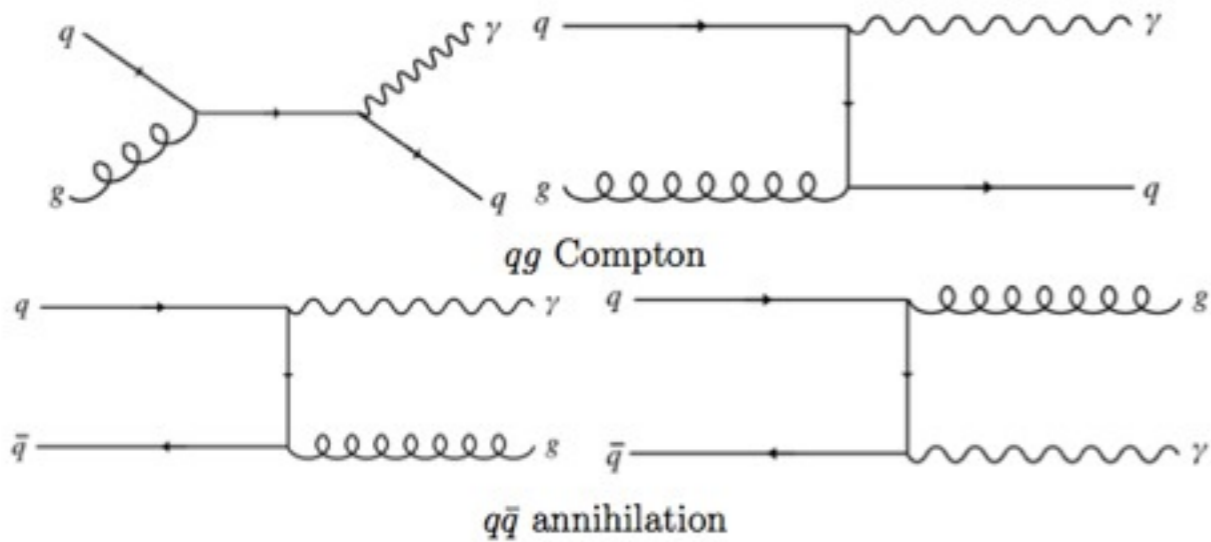 q γ q γ
g q g q
qg Compton
q γ q g
q̄ g q̄ γ
qq̄ annihilation